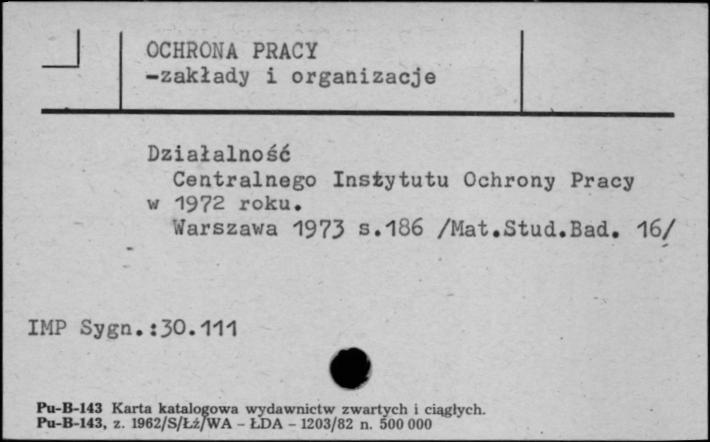 OCHRONA PRACY
-zakłady i organizacje
Działalność
Centralnego Instytutu Ochrony Pracy
w 1972 roku.
Warszawa 1973 s.186 /Mat.Stud.Bad. 16/
IMP Sygn.:30.111
Pu-B-143 Karta katalogowa wydawnictw zwartych i ciągłych.
Pu-B-143, z. 1962/S/Łź/WA - ŁDA - 1203/82 n. 500 000